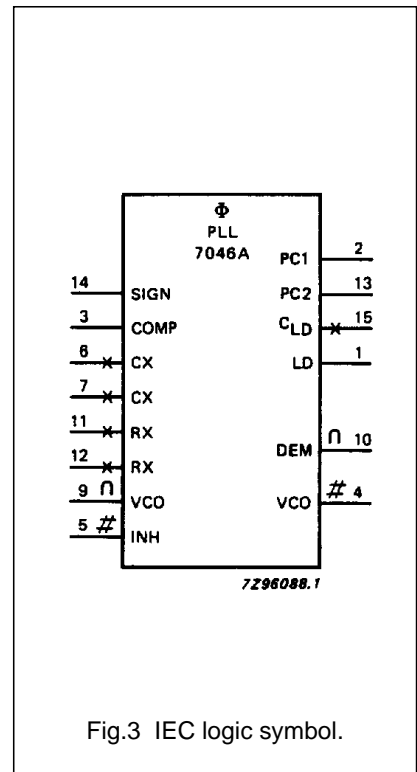 Φ
PLL
7046A
14 SIGN
3 COMP
6 CX
7 CX
11 RX
12 RX
9 ∩ VCO
5 # INH
PC1 2
PC2 13
CLD 15
LD 1
DEM ∩ 10
VCO # 4
7Z96088.1
Fig.3 IEC logic symbol.